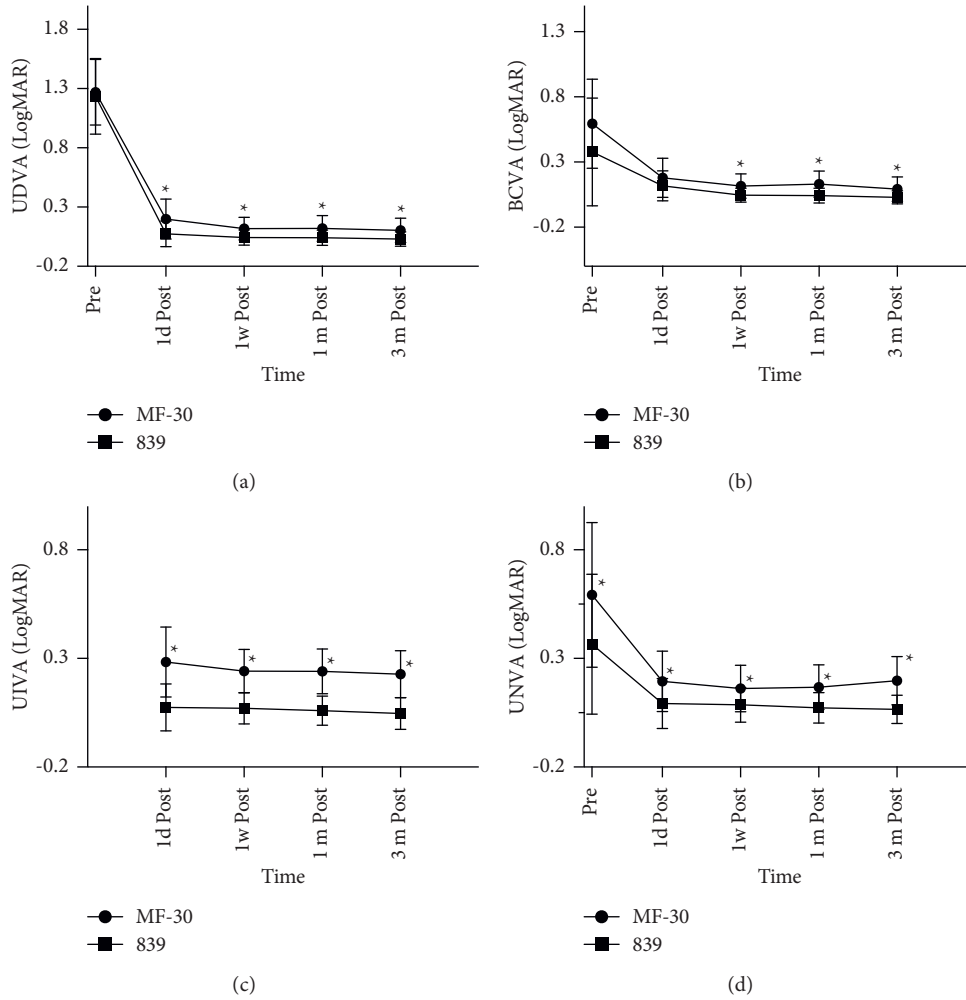 UDVA (LogMAR)
1.8
1.3
0.8
0.3
-0.2
*
*
*
*
Pre
1d Post
1w Post
1 m Post
3 m Post
Time
MF-30
839
(a)
BCVA (LogMAR)
1.3
0.8
0.3
-0.2
*
*
*
Pre
1d Post
1w Post
1 m Post
3 m Post
Time
MF-30
839
(b)
UIVA (LogMAR)
0.8
0.3
-0.2
*
*
*
*
1d Post
1w Post
1 m Post
3 m Post
Time
MF-30
839
(c)
UNVA (LogMAR)
0.8
0.3
-0.2
*
*
*
*
*
Pre
1d Post
1w Post
1 m Post
3 m Post
Time
MF-30
839
(d)